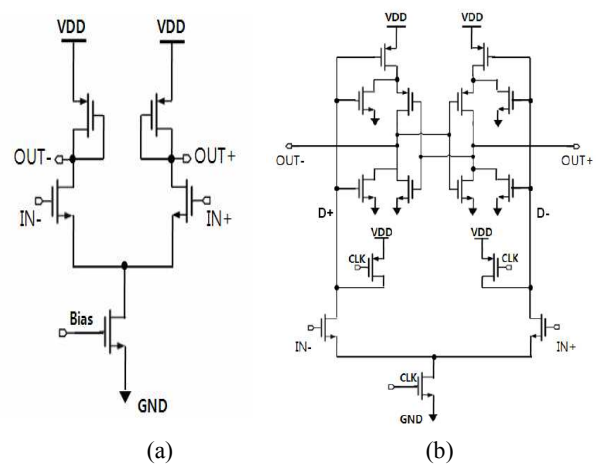 VDD VDD
OUT- OUT+
IN- IN+
Bias
GND
(a)
VDD VDD
OUT- OUT+
D+ D-
VDD VDD
CLK CLK
IN- IN+
CLK
GND
(b)